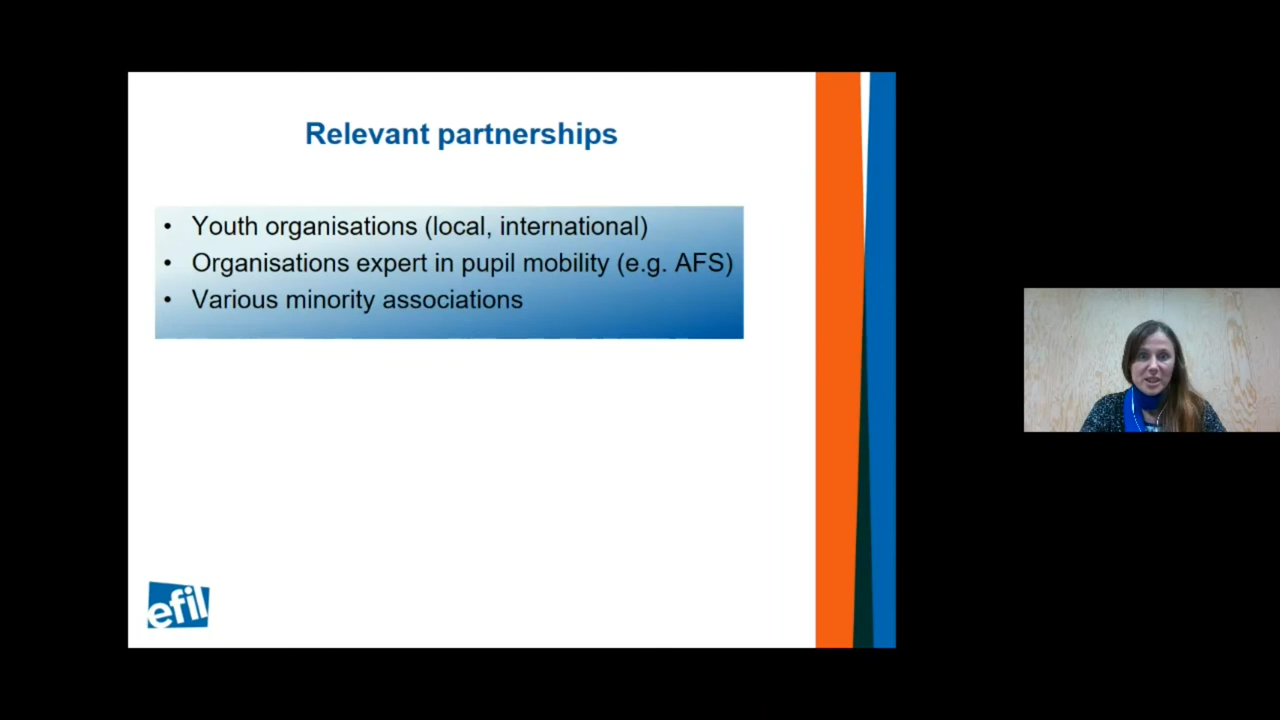 Relevant partnerships
• Youth organisations (local, international)
• Organisations expert in pupil mobility (e.g. AFS)
• Various minority associations
efil